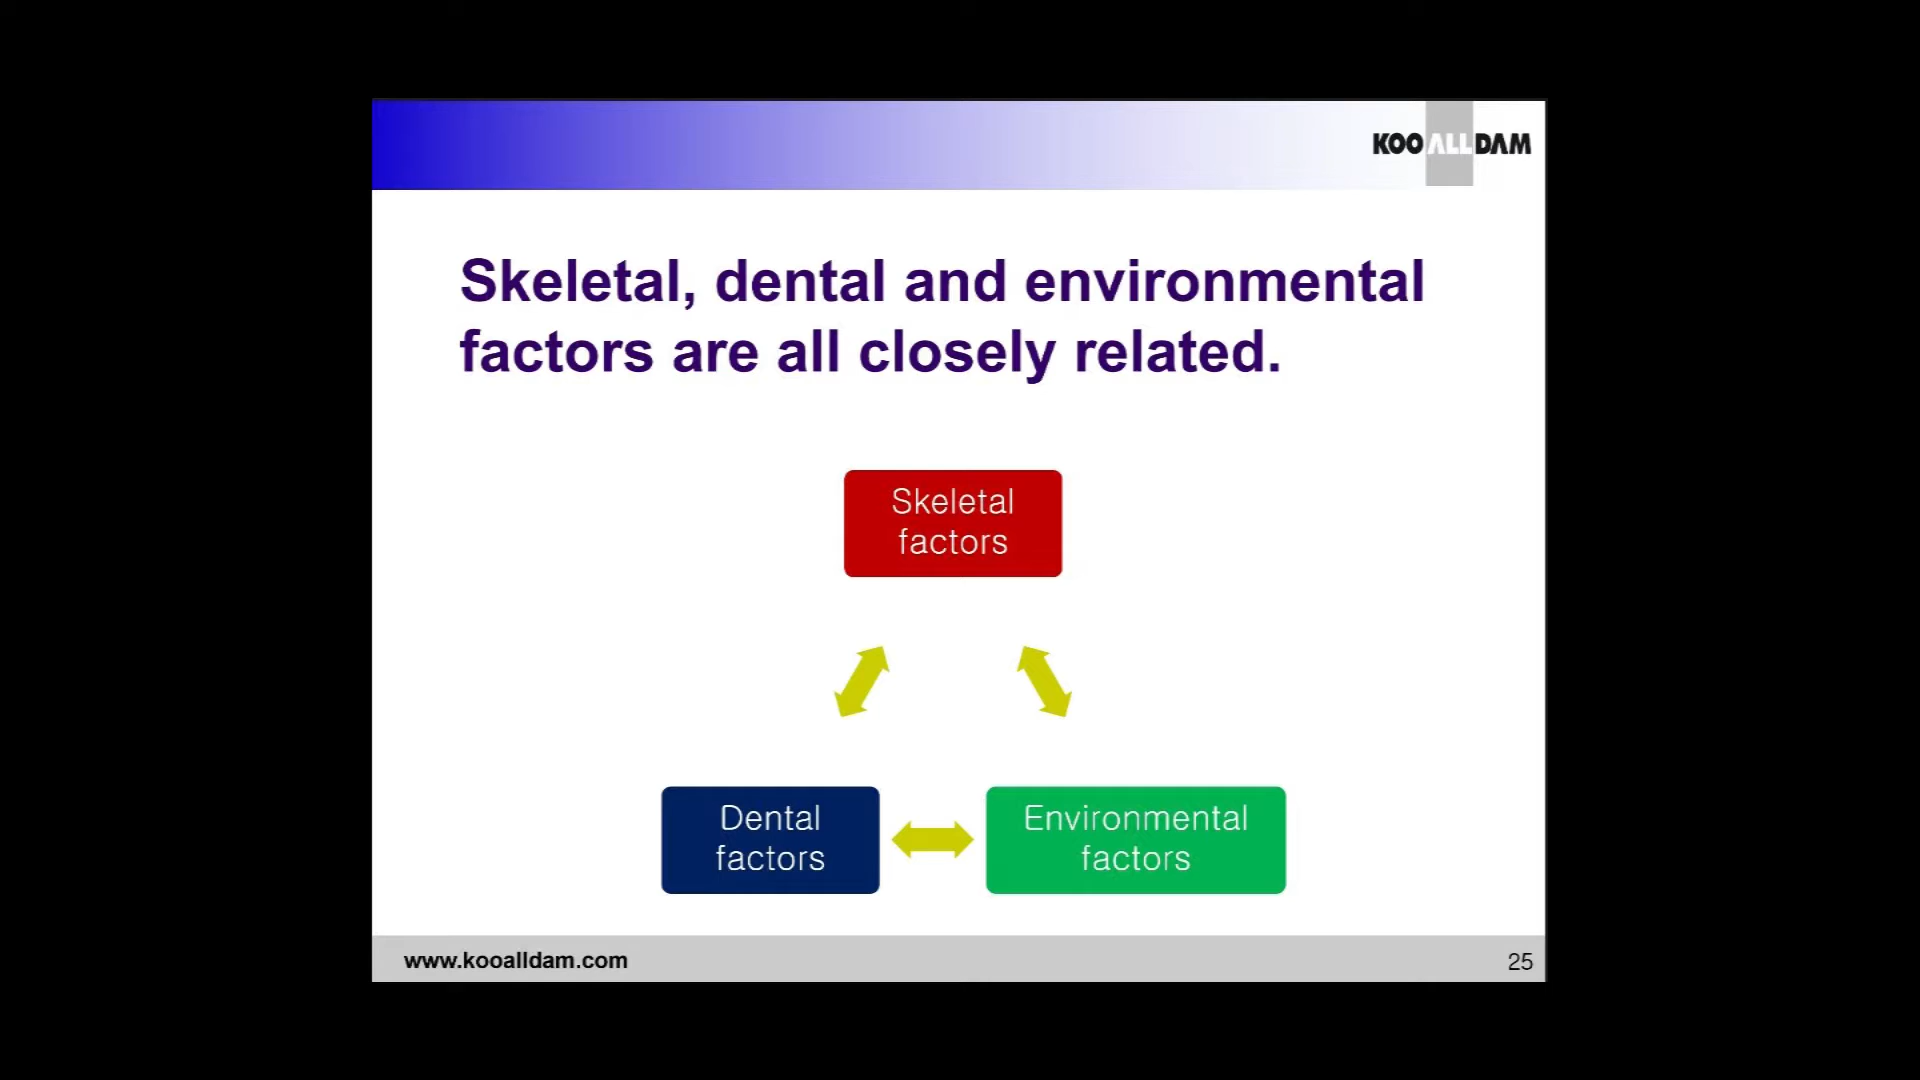 KOO ALL DAM
Skeletal, dental and environmental
factors are all closely related.
Skeletal
factors
Dental
factors
Environmental
factors
www.kooalldam.com
25